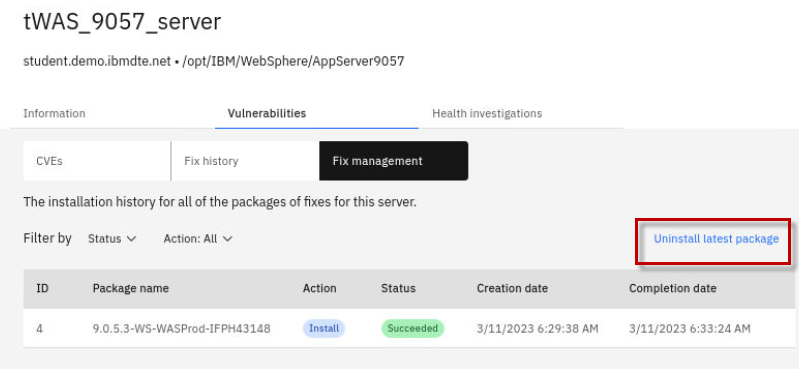 tWAS_9057_server
student.demo.ibmdte.net • /opt/IBM/WebSphere/AppServer9057
Information Vulnerabilities Health investigations
CVEs Fix history Fix management
The installation history for all of the packages of fixes for this server.
Filter by Status Action: All Uninstall latest package
ID Package name Action Status Creation date Completion date
4 9.0.5.3-WS-WASProd-IFPH43148 Install Succeeded 3/11/2023 6:29:38 AM 3/11/2023 6:33:24 AM